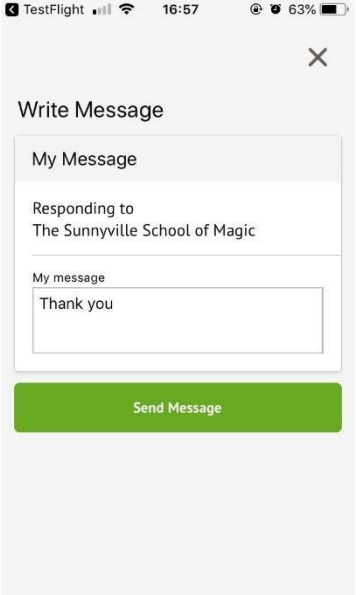 TestFlight 16:57 63%
Write Message
My Message
Responding to
The Sunnyville School of Magic
My message
Thank you
Send Message